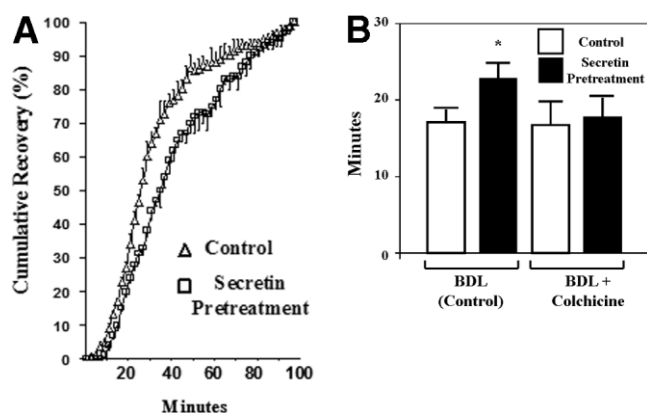 A
Cumulative Recovery (%)
100
90
80
70
60
50
40
30
20
10
0
Control
Secretin
Pretreatment
20
40
60
80
100
Minutes
B
Minutes
30
20
10
0
*
Control
Secretin
Pretreatment
BDL
(Control)
BDL +
Colchicine